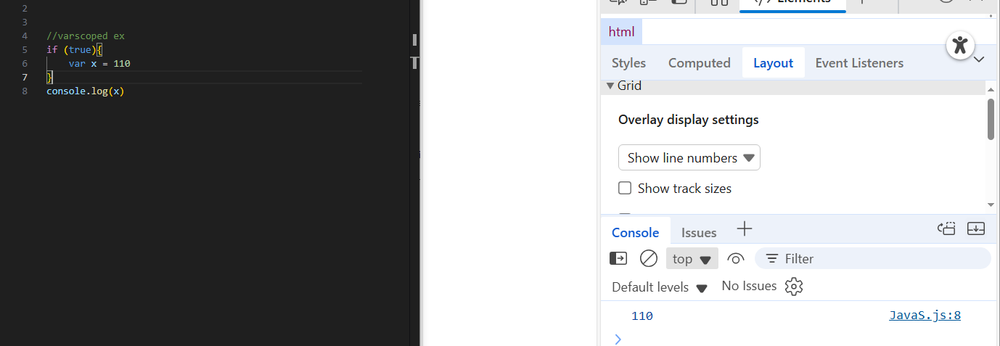 2
3
4 //varscoped ex
5 if (true){
6 var x = 110
7 }
8 console.log(x)
Elements
html
Styles Computed Layout Event Listeners
Grid
Overlay display settings
Show line numbers
Show track sizes
Console Issues
top Filter
Default levels No Issues
110 JavaS.js:8